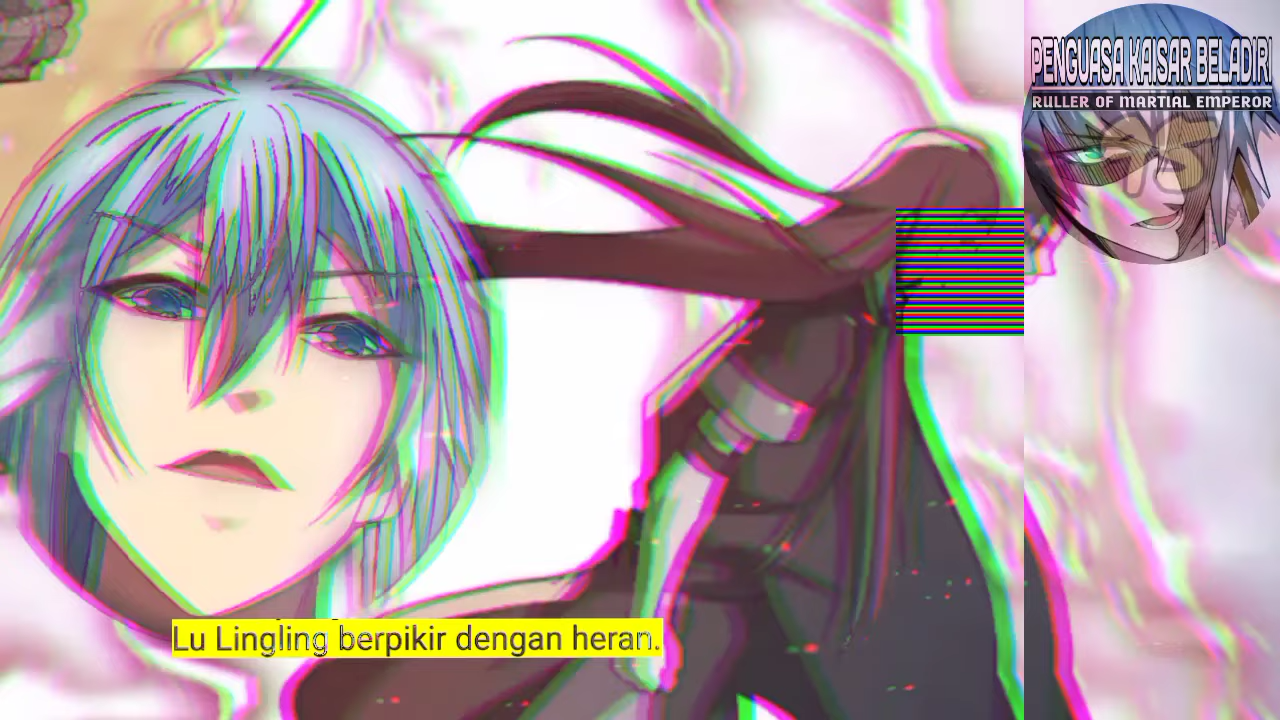 PENGUASA KAISAR BELADIRI
RULLER OF MARTIAL EMPEROR
Lu Lingling berpikir dengan heran.